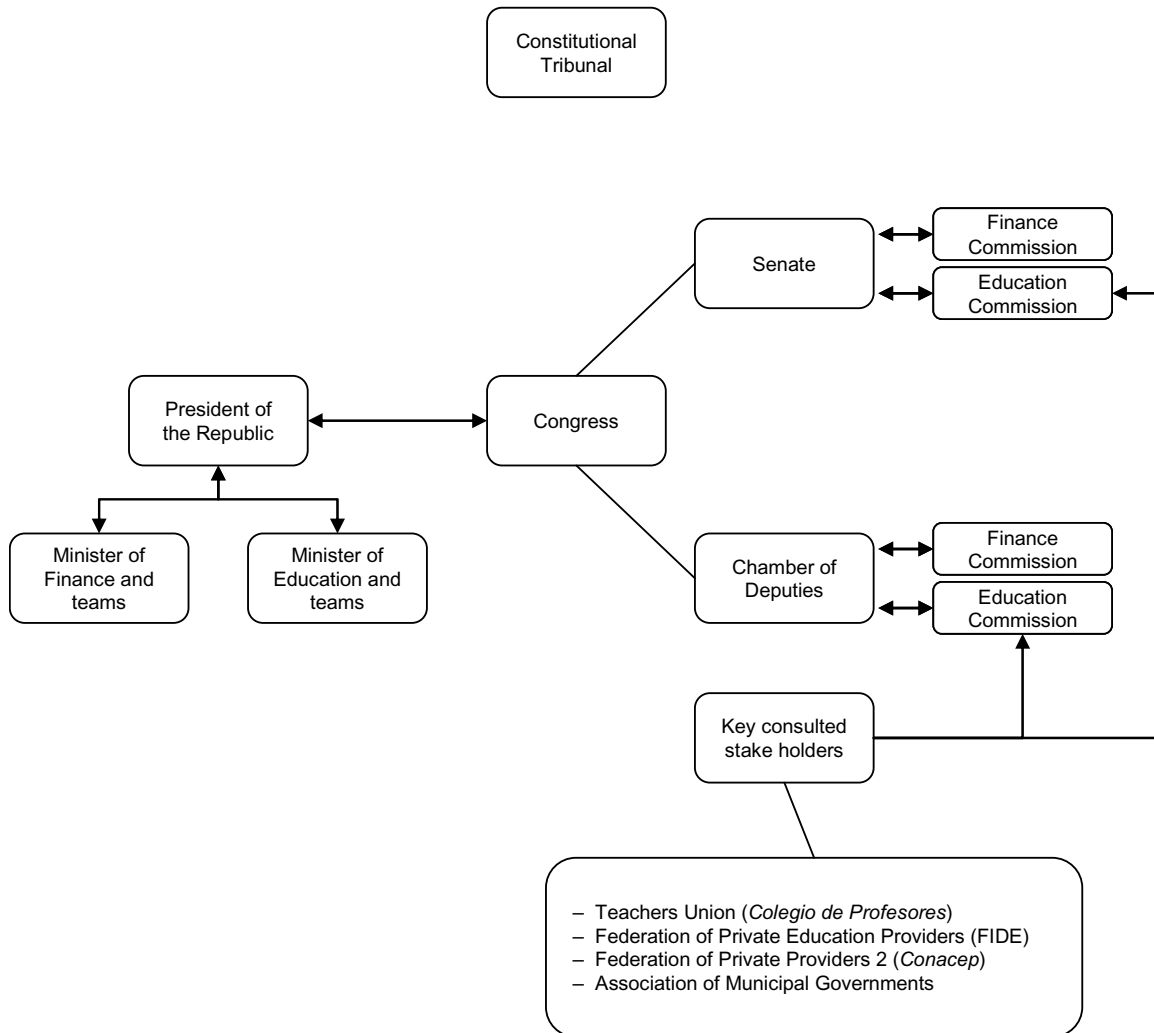 Constitutional
Tribunal
Senate
Finance
Commission
Education
Commission
President of
the Republic
Congress
Minister of
Finance and
teams
Minister of
Education and
teams
Chamber of
Deputies
Finance
Commission
Education
Commission
Key consulted
stake holders
– Teachers Union (Colegio de Profesores)
– Federation of Private Education Providers (FIDE)
– Federation of Private Providers 2 (Conacep)
– Association of Municipal Governments